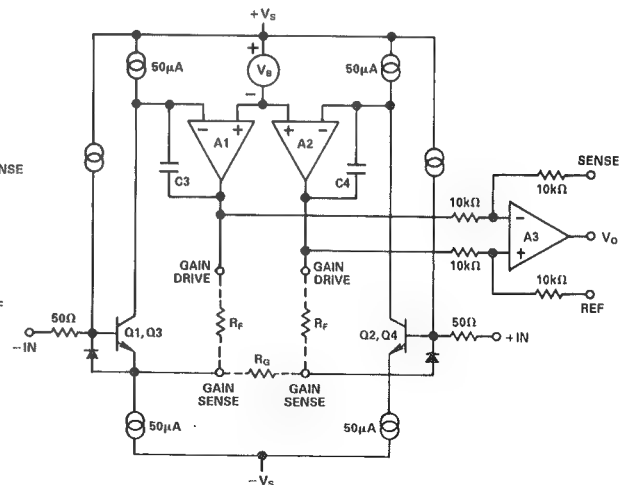 +VS
50µA
+
VB
−
50µA
− +
A1
+ −
A2
C3
C4
NSE
SENSE
10kΩ
10kΩ
−
A3
+
VO
10kΩ
10kΩ
REF
GAIN
DRIVE
GAIN
DRIVE
F
50Ω
−IN
Q1, Q3
RF
RF
Q2, Q4
50Ω
+IN
RG
GAIN
SENSE
GAIN
SENSE
50µA
50µA
−VS